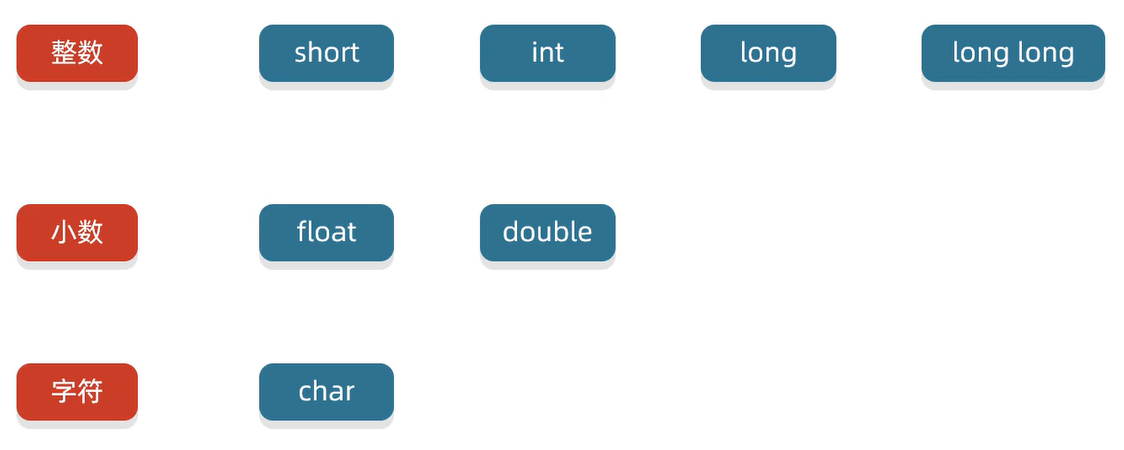 整数 short int long long long
小数 float double
字符 char